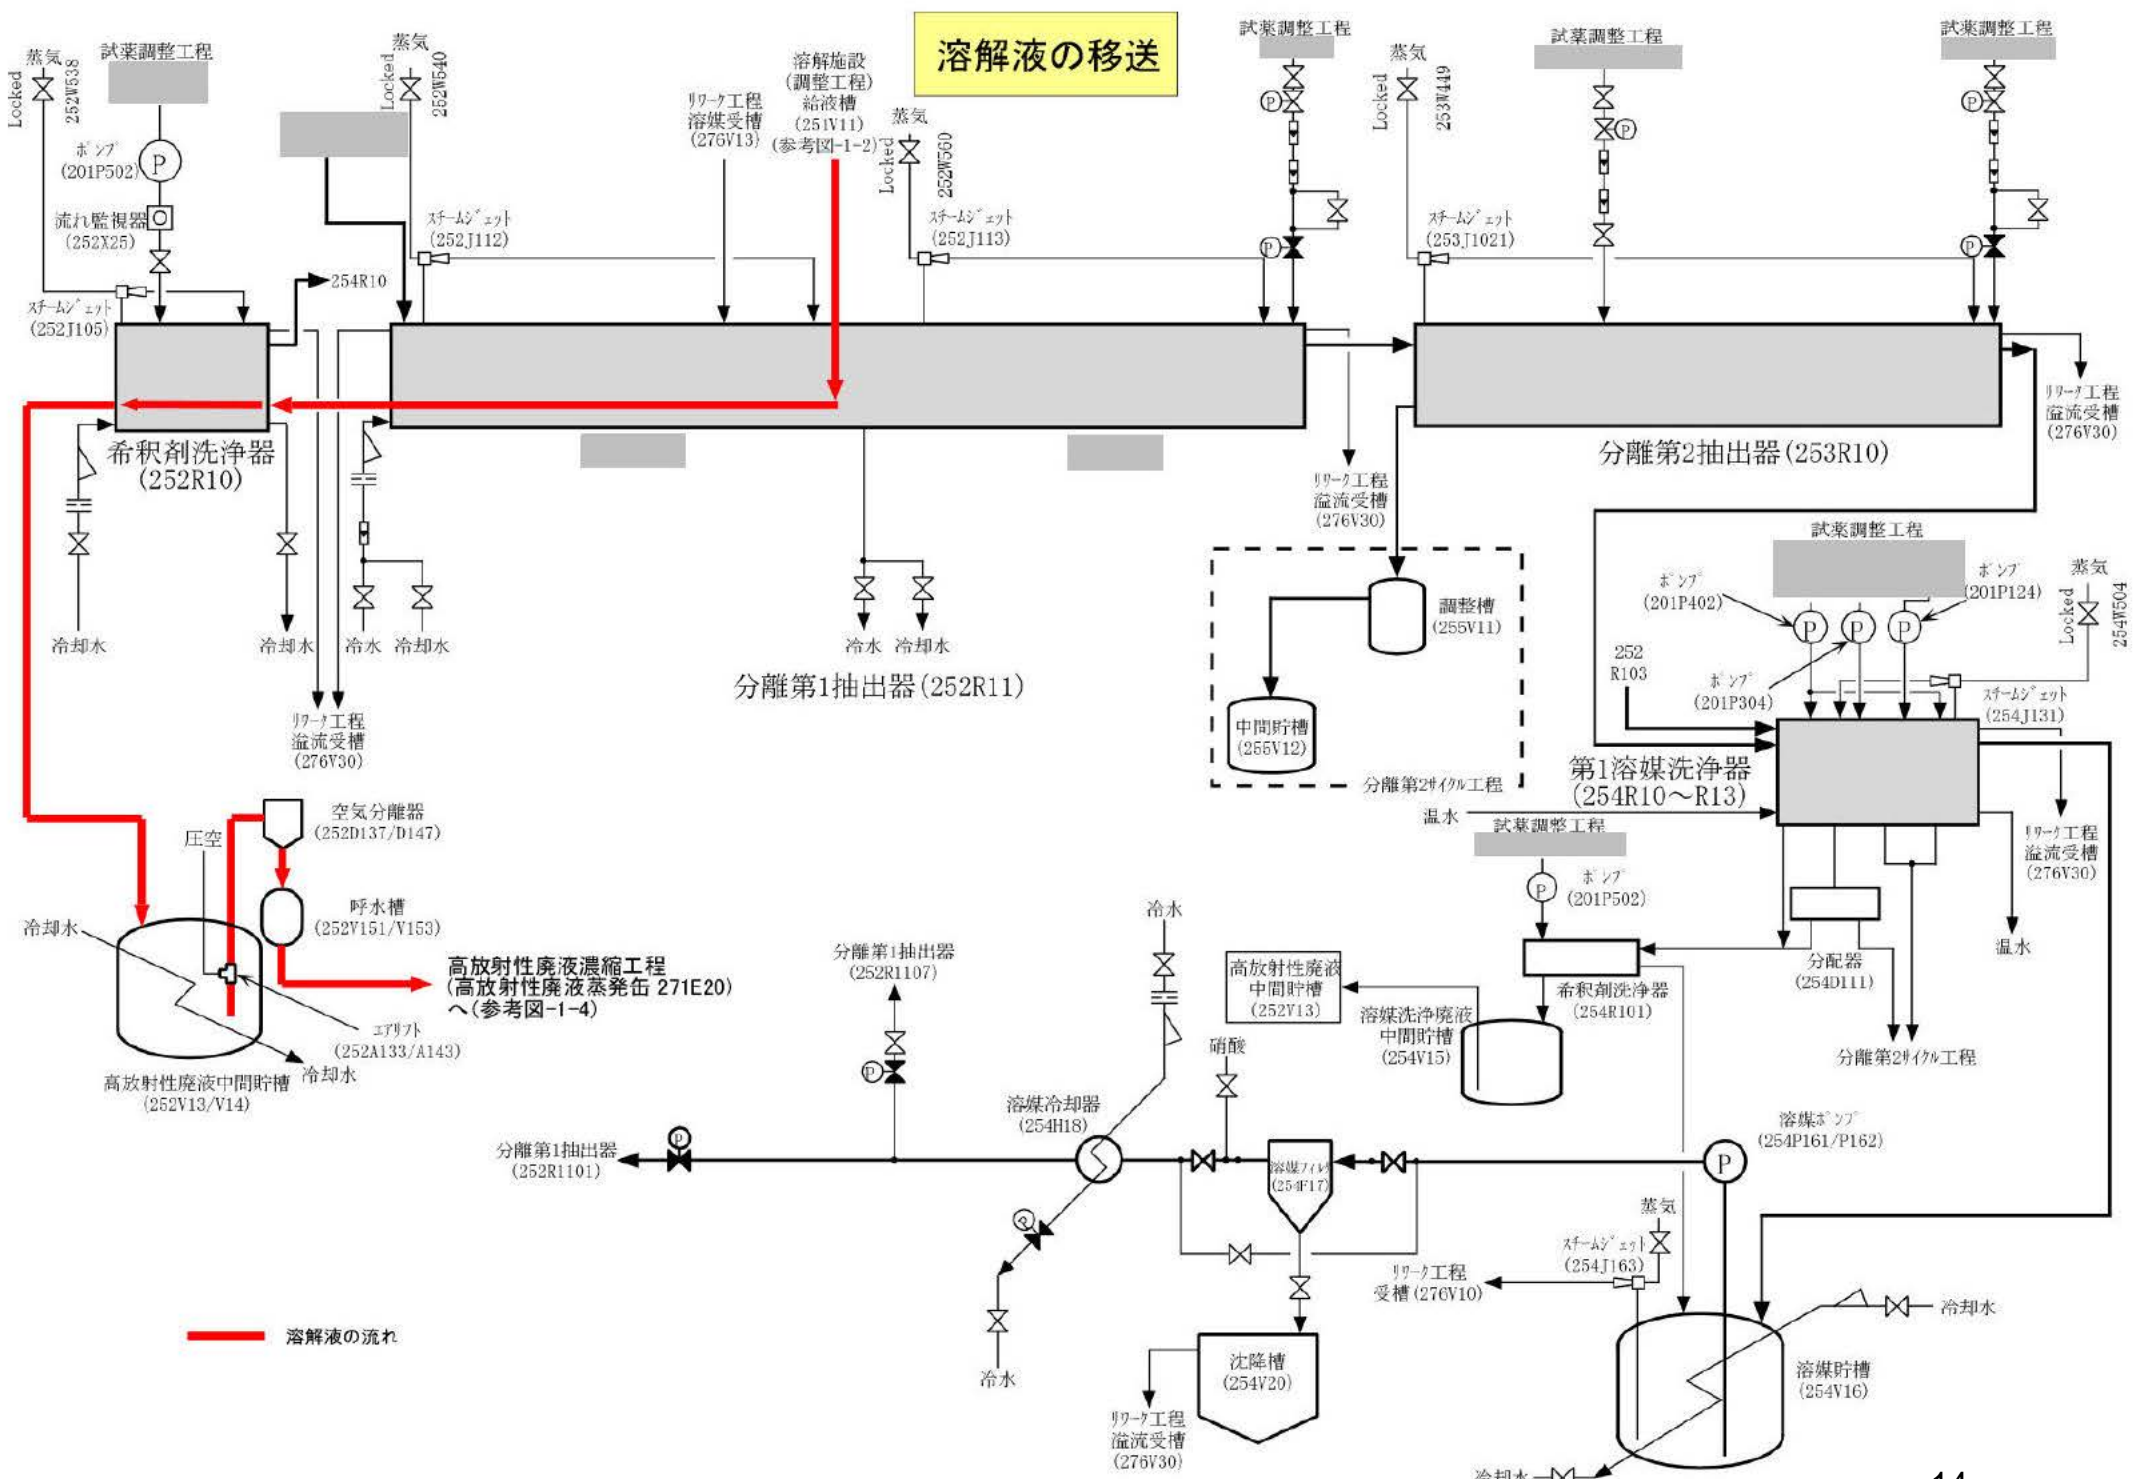 溶解液の移送
蒸気
Locked
252W538
試薬調整工程
ポンプ
(201P502)
P
流れ監視器
(252X25)
スチームジェット
(252J105)
254R10
希釈剤洗浄器
(252R10)
冷却水
冷却水
蒸気
Locked
252W540
スチームジェット
(252J112)
リワーク工程
溶媒受槽
(276V13)
溶解施設
(調整工程)
給液槽
(251V11)
(参考図-1-2)
蒸気
Locked
252W560
スチームジェット
(252J113)
試薬調整工程
P
P
蒸気
Locked
253W449
スチームジェット
(253J1021)
試薬調整工程
P
試薬調整工程
P
P
冷水
冷却水
冷水
冷却水
分離第1抽出器(252R11)
リワーク工程
溢流受槽
(276V30)
リワーク工程
溢流受槽
(276V30)
分離第2抽出器(253R10)
リワーク工程
溢流受槽
(276V30)
調整槽
(255V11)
中間貯槽
(255V12)
分離第2サイクル工程
試薬調整工程
ポンプ
(201P402)
ポンプ
(201P124)
P
P
P
蒸気
Locked
254W504
252
R103
ポンプ
(201P304)
スチームジェット
(254J131)
第1溶媒洗浄器
(254R10～R13)
温水
リワーク工程
溢流受槽
(276V30)
温水
試薬調整工程
P
ポンプ
(201P502)
希釈剤洗浄器
(254R101)
分配器
(254D111)
分離第2サイクル工程
高放射性廃液
中間貯槽
(252V13)
溶媒洗浄廃液
中間貯槽
(254V15)
圧空
空気分離器
(252D137/D147)
呼水槽
(252V151/V153)
冷却水
高放射性廃液濃縮工程
(高放射性廃液蒸発缶 271E20)
へ(参考図-1-4)
エアリフト
(252A133/A143)
冷却水
高放射性廃液中間貯槽
(252V13/V14)
分離第1抽出器
(252R1107)
P
冷水
硝酸
溶媒冷却器
(254H18)
分離第1抽出器
(252R1101)
P
P
冷水
溶媒フィルタ
(254F17)
溶媒ポンプ
(254P161/P162)
P
蒸気
スチームジェット
(254J163)
リワーク工程
受槽(276V10)
沈降槽
(254V20)
リワーク工程
溢流受槽
(276V30)
冷却水
溶媒貯槽
(254V16)
冷却水
溶解液の流れ
14